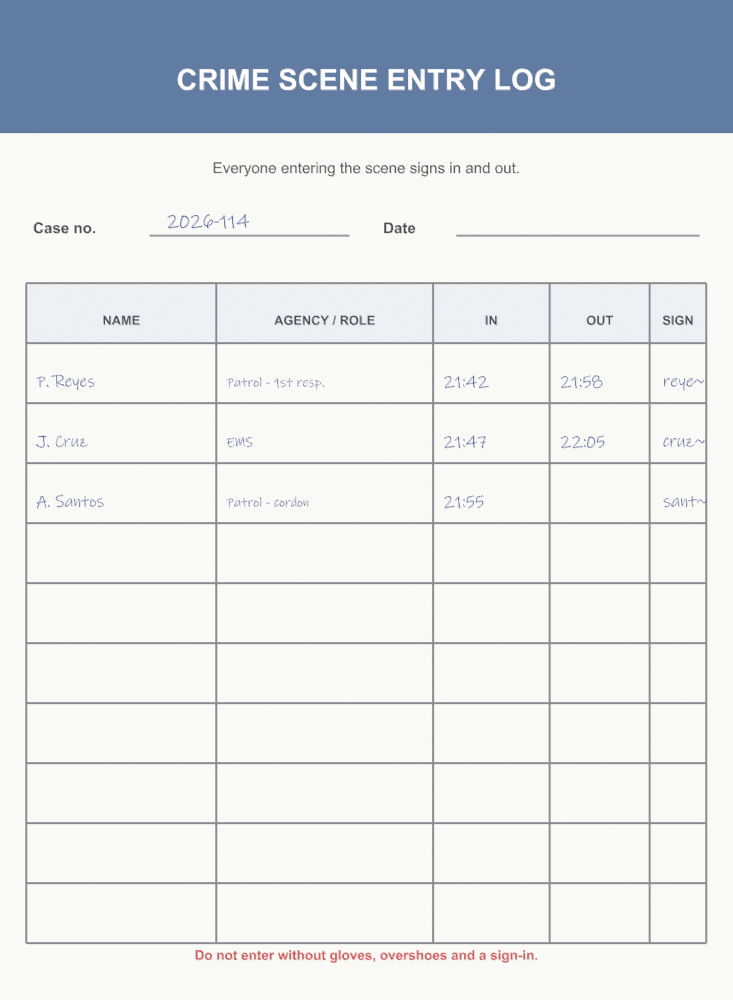 CRIME SCENE ENTRY LOG
Everyone entering the scene signs in and out.
Case no. 2026-114 Date
NAME AGENCY / ROLE IN OUT SIGN
P. Reyes Patrol - 1st resp. 21:42 21:58 reye~
J. Cruz EMS 21:47 22:05 cruz~
A. Santos Patrol - cordon 21:55 sant~
Do not enter without gloves, overshoes and a sign-in.